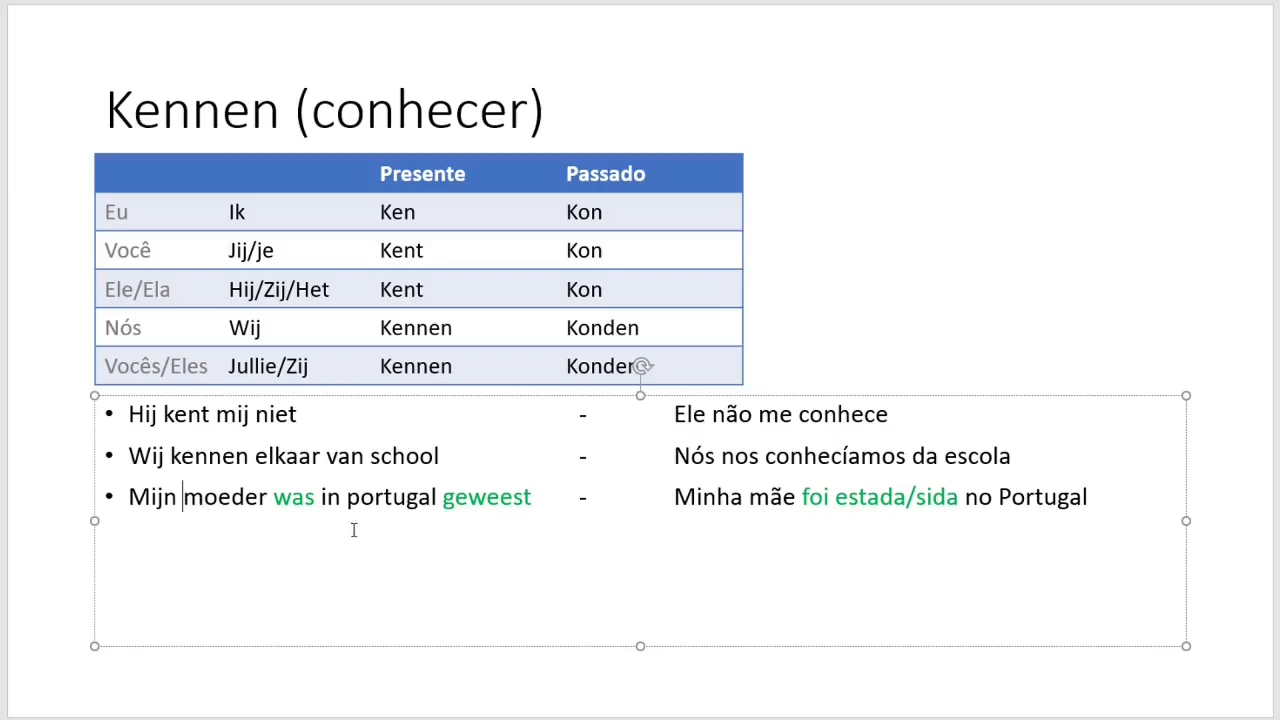 Kennen (conhecer)
Presente Passado
Eu Ik Ken Kon
Você Jij/je Kent Kon
Ele/Ela Hij/Zij/Het Kent Kon
Nós Wij Kennen Konden
Vocês/Eles Jullie/Zij Kennen Konden
• Hij kent mij niet - Ele não me conhece
• Wij kennen elkaar van school - Nós nos conhecíamos da escola
• Mijn moeder was in portugal geweest - Minha mãe foi estada/sida no Portugal